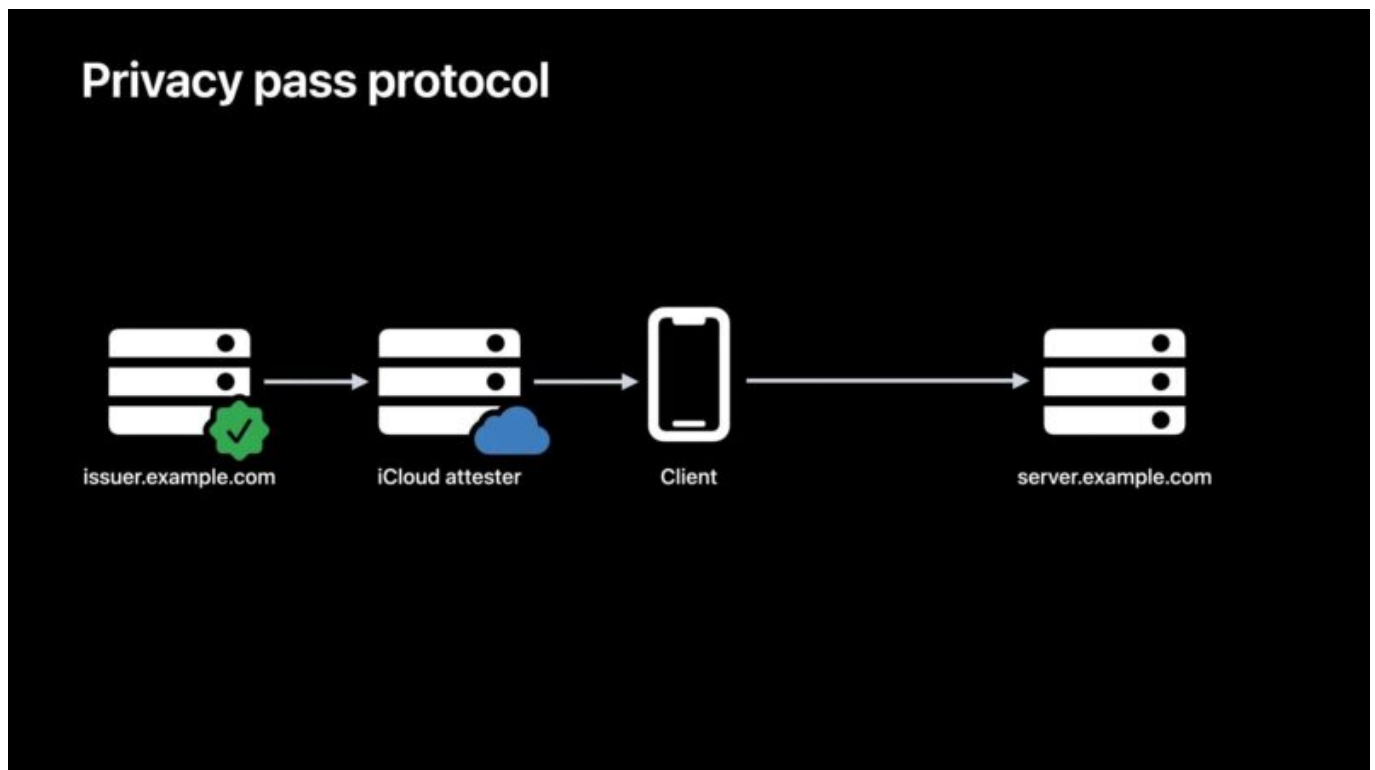 Privacy pass protocol
issuer.example.com
iCloud attester
Client
server.example.com